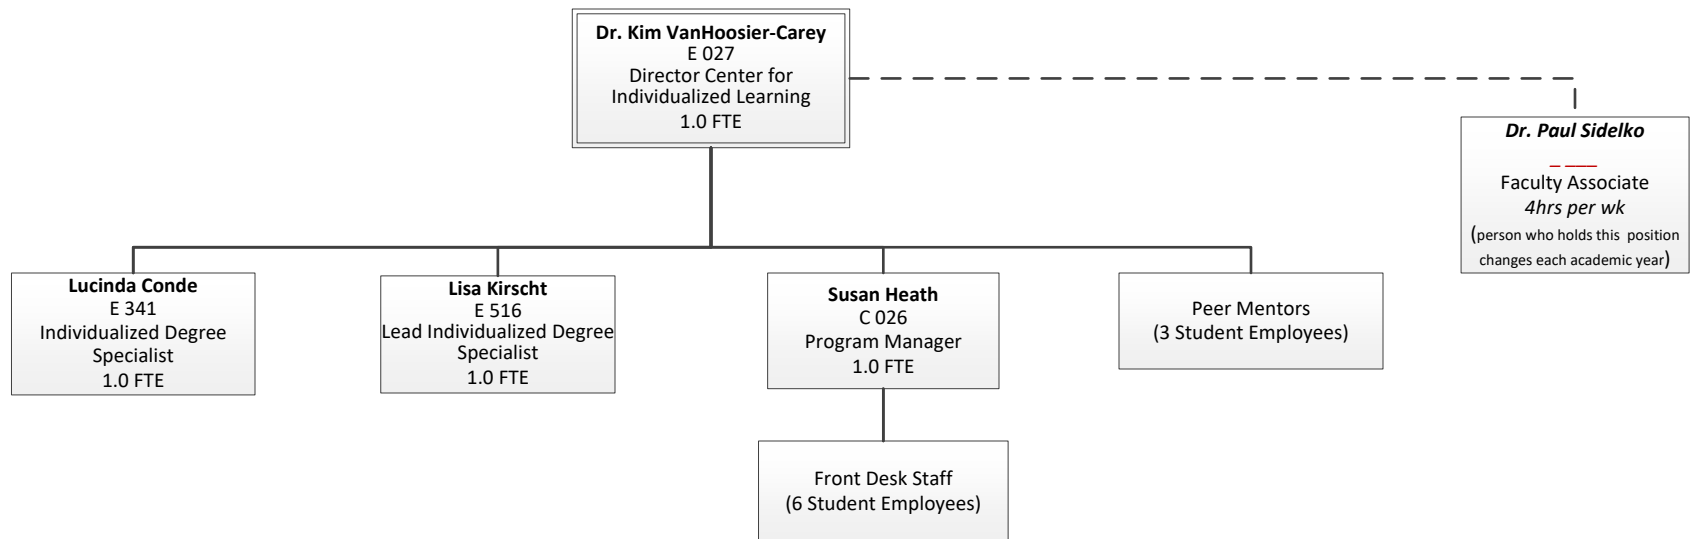 Dr. Kim VanHoosier-Carey
E 027
Director Center for
Individualized Learning
1.0 FTE
Dr. Paul Sidelko
_ ___
Faculty Associate
4hrs per wk
(person who holds this position
changes each academic year)
Lucinda Conde
E 341
Individualized Degree
Specialist
1.0 FTE
Lisa Kirscht
E 516
Lead Individualized Degree
Specialist
1.0 FTE
Susan Heath
C 026
Program Manager
1.0 FTE
Peer Mentors
(3 Student Employees)
Front Desk Staff
(6 Student Employees)